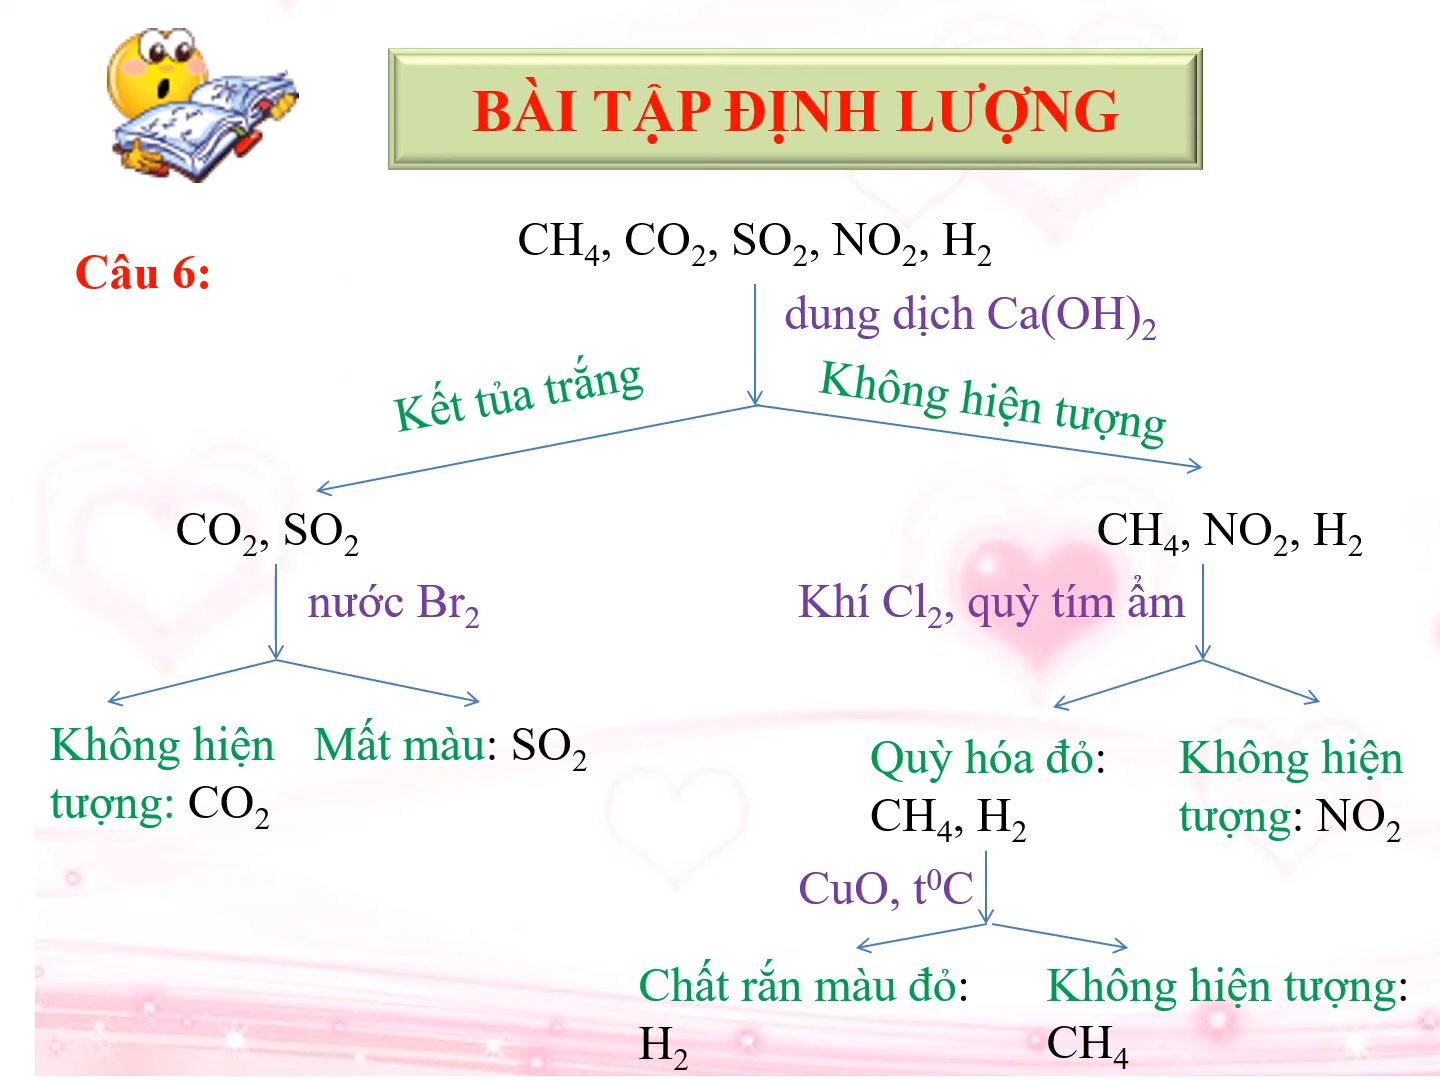 BÀI TẬP ĐỊNH LƯỢNG
CH₄, CO₂, SO₂, NO₂, H₂
Câu 6:
dung dịch Ca(OH)₂
Kết tủa trắng
Không hiện tượng
CO₂, SO₂
CH₄, NO₂, H₂
nước Br₂
Khí Cl₂, quỳ tím ẩm
Không hiện
tượng: CO₂
Mất màu: SO₂
Quỳ hóa đỏ:
CH₄, H₂
Không hiện
tượng: NO₂
CuO, t⁰C
Chất rắn màu đỏ:
H₂
Không hiện tượng:
CH₄